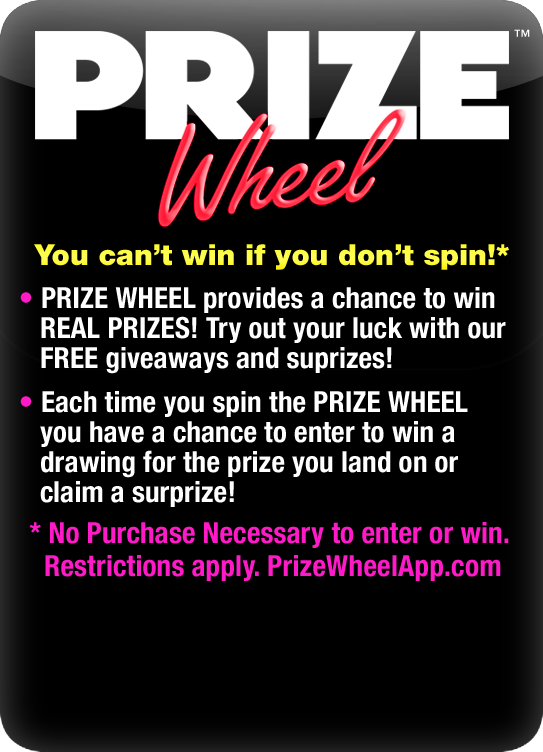 PRIZE™
Wheel
You can't win if you don't spin!*
• PRIZE WHEEL provides a chance to win
REAL PRIZES! Try out your luck with our
FREE giveaways and suprizes!
• Each time you spin the PRIZE WHEEL
you have a chance to enter to win a
drawing for the prize you land on or
claim a surprize!
* No Purchase Necessary to enter or win.
Restrictions apply. PrizeWheelApp.com